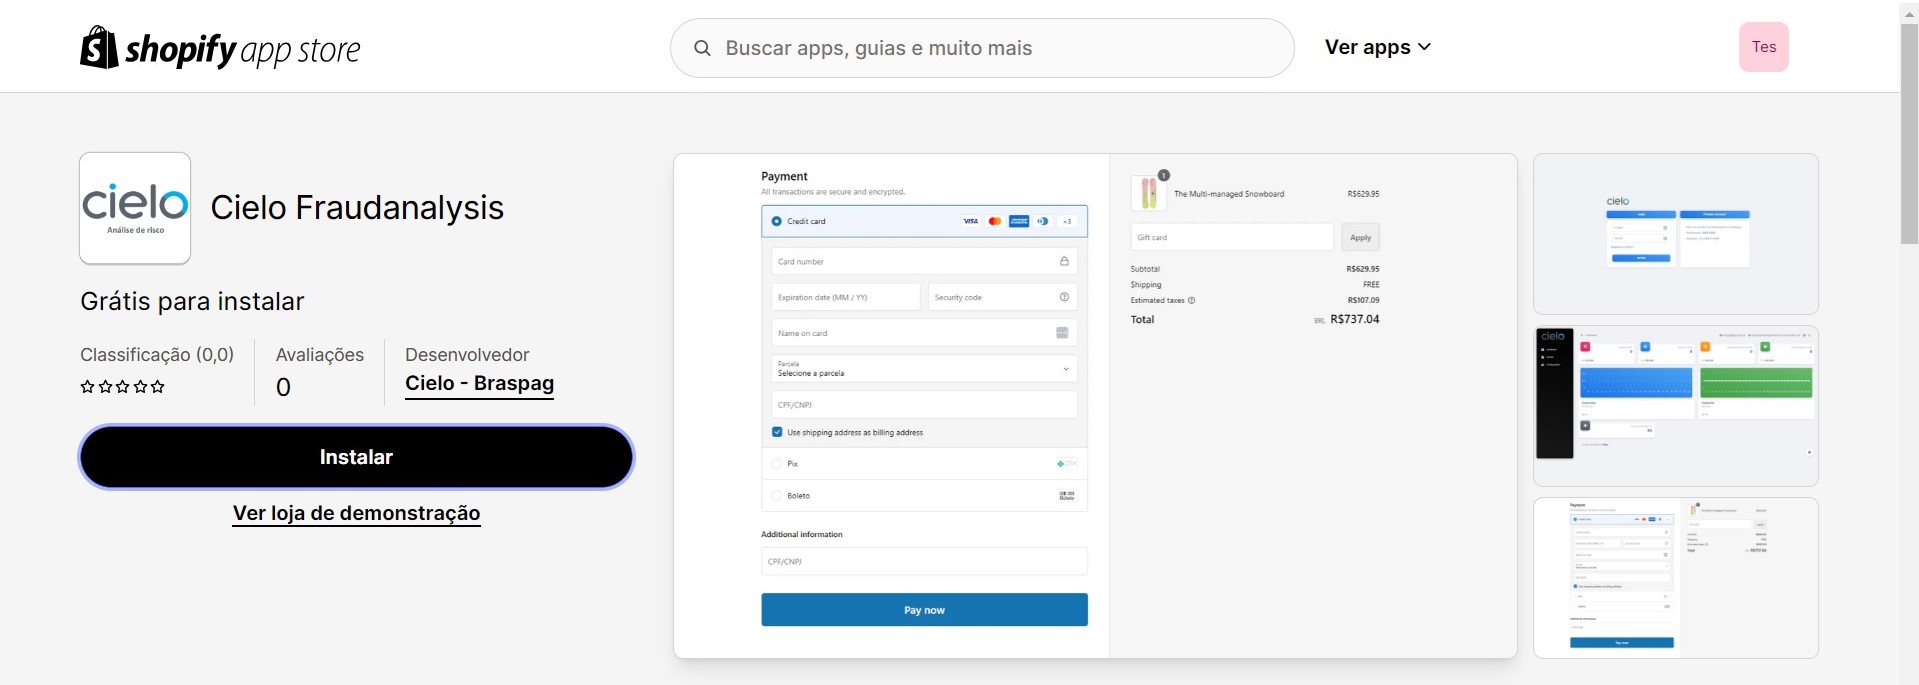 shopify app store
Buscar apps, guias e muito mais
Ver apps
Tes
cielo
Análise de risco
Cielo Fraudanalysis
Grátis para instalar
Classificação (0,0)
Avaliações
0
Desenvolvedor
Cielo - Braspag
Instalar
Ver loja de demonstração
Payment
All transactions are secure and encrypted.
Credit card
VISA
+3
Card number
Expiration date (MM / YY)
Security code
Name on card
Parcela
Selecione a parcela
CPF/CNPJ
Use shipping address as billing address
Pix
Boleto
Additional information
CPF/CNPJ
Pay now
1
The Multi-managed Snowboard R$629.95
Gift card
Apply
Subtotal R$629.95
Shipping FREE
Estimated taxes R$107.09
Total BRL R$737.04
cielo
cielo
Payment
Pay now